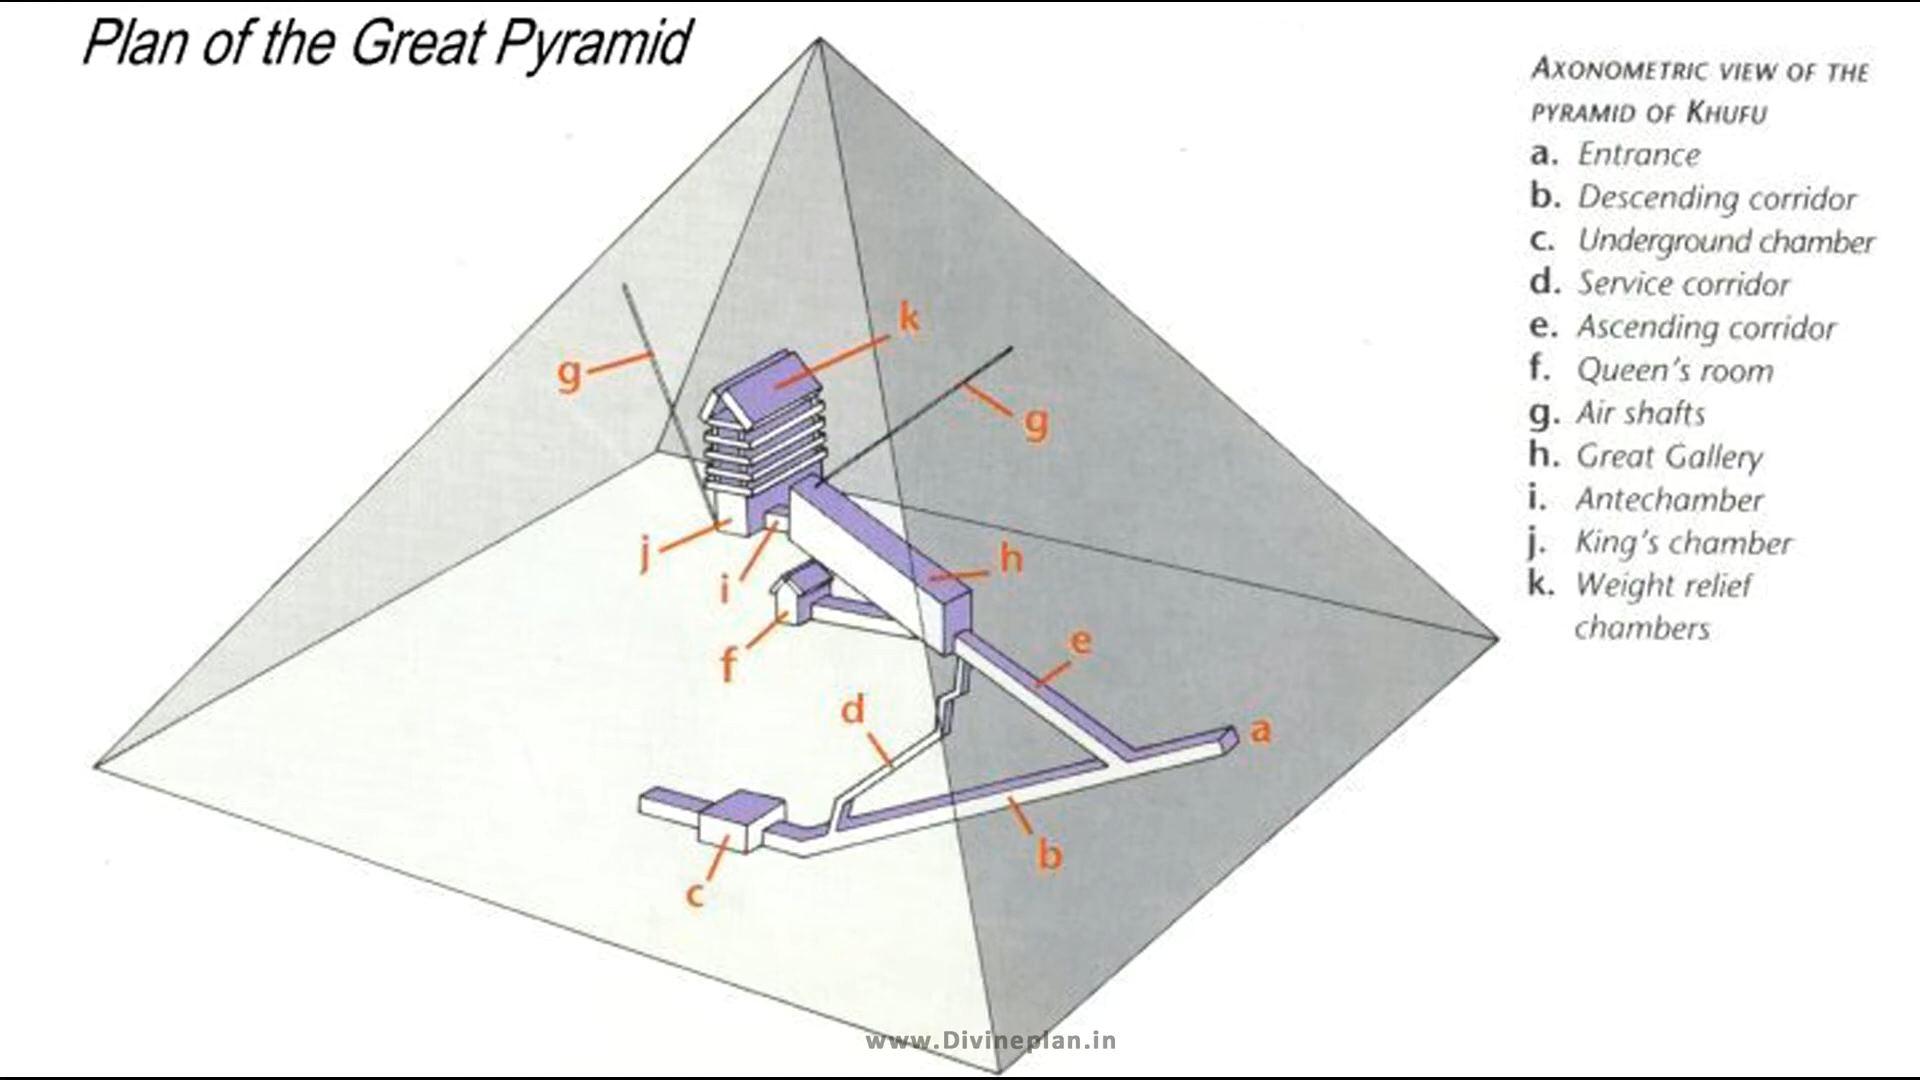 Plan of the Great Pyramid
AXONOMETRIC VIEW OF THE
PYRAMID OF KHUFU
a. Entrance
b. Descending corridor
c. Underground chamber
d. Service corridor
e. Ascending corridor
f. Queen's room
g. Air shafts
h. Great Gallery
i. Antechamber
j. King's chamber
k. Weight relief
chambers
k
g
g
j
i
h
f
e
d
a
b
c
www.Divineplan.in